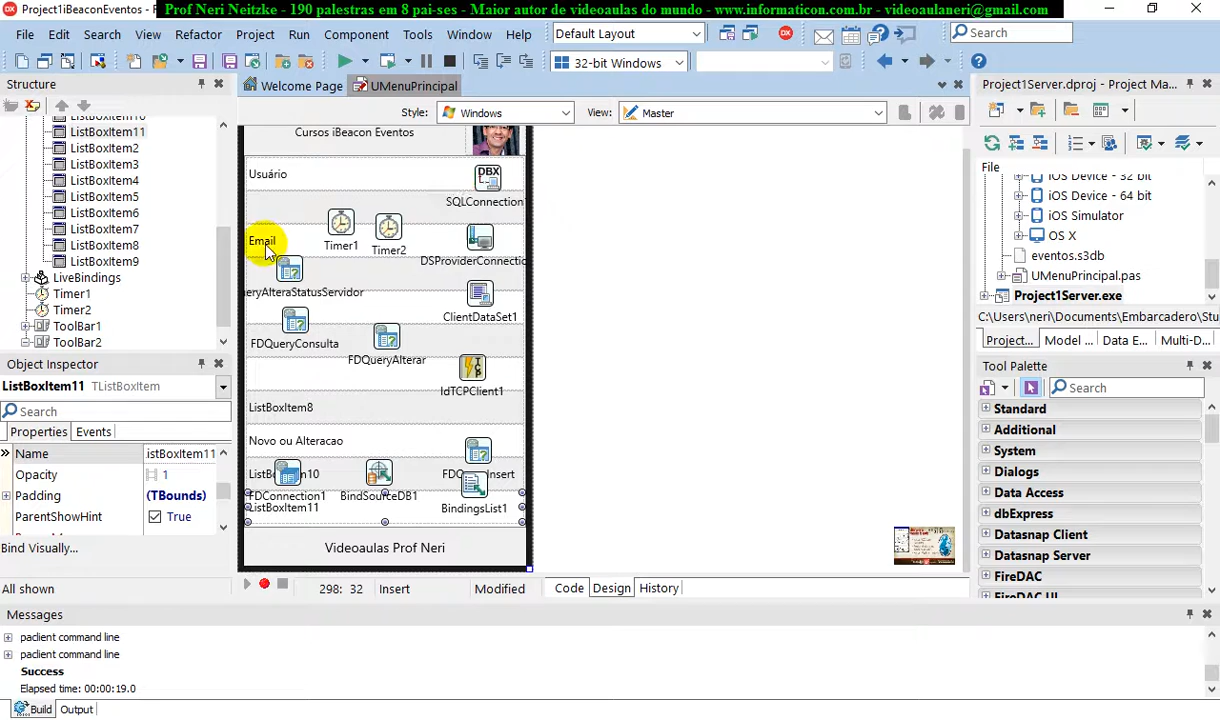 Project1iBeaconEventos - F
Prof Neri Neitzke - 190 palestras em 8 pai-ses - Maior autor de videoaulas do mundo - www.informaticon.com.br - videoaulaneri@gmail.com
File Edit Search View Refactor Project Run Component Tools Window Help
Default Layout
Search
32-bit Windows
Structure
Welcome Page
UMenuPrincipal
Project1Server.dproj - Project Ma...
Style:
Windows
View:
Master
ListBoxItem10
ListBoxItem11
ListBoxItem2
ListBoxItem3
ListBoxItem4
ListBoxItem5
ListBoxItem6
ListBoxItem7
ListBoxItem8
ListBoxItem9
LiveBindings
Timer1
Timer2
ToolBar1
ToolBar2
Object Inspector
ListBoxItem11 TListBoxItem
Search
Properties Events
Name
istBoxItem11
Opacity
1
Padding
(TBounds)
ParentShowHint
True
Bind Visually...
All shown
Cursos iBeacon Eventos
Usuário
DBX
SQLConnection
Email
Timer1
Timer2
DSProviderConnectio
eryAlteraStatusServidor
ClientDataSet1
FDQueryConsulta
FDQueryAlterar
TCP
IdTCPClient1
ListBoxItem8
Novo ou Alteracao
FDConnection1
BindSourceDB1
ListBoxItem11
BindingsList1
Videoaulas Prof Neri
298: 32
Insert
Modified
Code Design History
File
iOS Device - 32 bit
iOS Device - 64 bit
iOS Simulator
OS X
eventos.s3db
UMenuPrincipal.pas
Project1Server.exe
C:\Users\neri\Documents\Embarcadero\Stu
Project... Model ... Data E... Multi-D...
Tool Palette
Search
Standard
Additional
System
Dialogs
Data Access
dbExpress
Datasnap Client
Datasnap Server
FireDAC
FireDAC UI
Messages
paclient command line
paclient command line
Success
Elapsed time: 00:00:19.0
Build Output